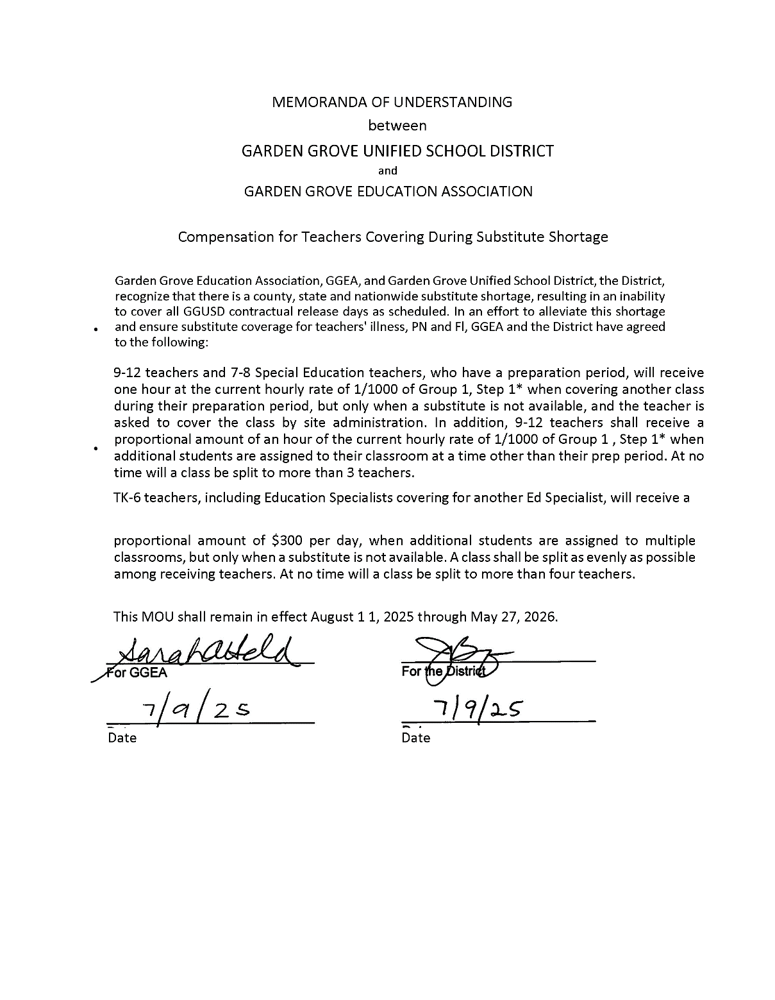 MEMORANDA OF UNDERSTANDING
between
GARDEN GROVE UNIFIED SCHOOL DISTRICT
and
GARDEN GROVE EDUCATION ASSOCIATION
Compensation for Teachers Covering During Substitute Shortage
Garden Grove Education Association, GGEA, and Garden Grove Unified School District, the District,
recognize that there is a county, state and nationwide substitute shortage, resulting in an inability
to cover all GGUSD contractual release days as scheduled. In an effort to alleviate this shortage
• and ensure substitute coverage for teachers' illness, PN and Fl, GGEA and the District have agreed
to the following:
9-12 teachers and 7-8 Special Education teachers, who have a preparation period, will receive
one hour at the current hourly rate of 1/1000 of Group 1, Step 1* when covering another class
during their preparation period, but only when a substitute is not available, and the teacher is
asked to cover the class by site administration. In addition, 9-12 teachers shall receive a
• proportional amount of an hour of the current hourly rate of 1/1000 of Group 1 , Step 1* when
additional students are assigned to their classroom at a time other than their prep period. At no
time will a class be split to more than 3 teachers.
TK-6 teachers, including Education Specialists covering for another Ed Specialist, will receive a
proportional amount of $300 per day, when additional students are assigned to multiple
classrooms, but only when a substitute is not available. A class shall be split as evenly as possible
among receiving teachers. At no time will a class be split to more than four teachers.
This MOU shall remain in effect August 1 1, 2025 through May 27, 2026.
For GGEA
For the District
7/9/25
7/9/25
Date
Date